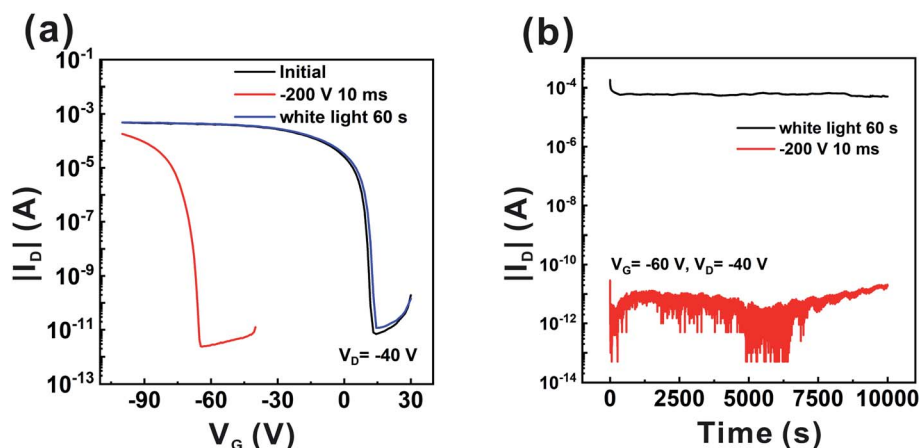 (a)
10⁻¹
10⁻³
10⁻⁵
10⁻⁷
10⁻⁹
10⁻¹¹
10⁻¹³
|I_D| (A)
Initial
-200 V 10 ms
white light 60 s
V_D= -40 V
-90 -60 -30 0 30
V_G (V)
(b)
10⁻⁴
10⁻⁶
10⁻⁸
10⁻¹⁰
10⁻¹²
10⁻¹⁴
|I_D| (A)
white light 60 s
-200 V 10 ms
V_G= -60 V, V_D= -40 V
0 2500 5000 7500 10000
Time (s)